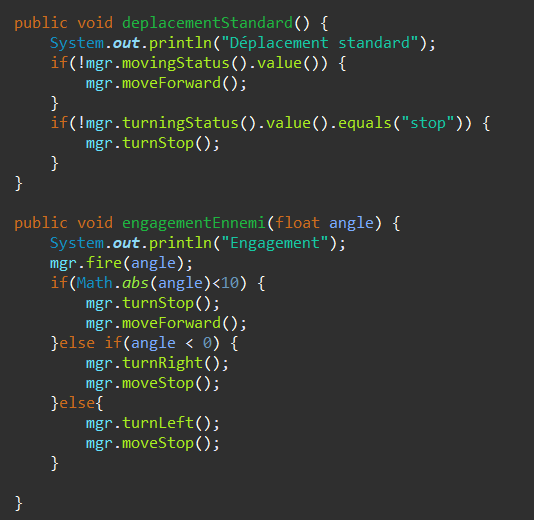 public void deplacementStandard() {
    System.out.println("Déplacement standard");
    if(!mgr.movingStatus().value()) {
        mgr.moveForward();
    }
    if(!mgr.turningStatus().value().equals("stop")) {
        mgr.turnStop();
    }
}

public void engagementEnnemi(float angle) {
    System.out.println("Engagement");
    mgr.fire(angle);
    if(Math.abs(angle)<10) {
        mgr.turnStop();
        mgr.moveForward();
    }else if(angle < 0) {
        mgr.turnRight();
        mgr.moveStop();
    }else{
        mgr.turnLeft();
        mgr.moveStop();
    }

}